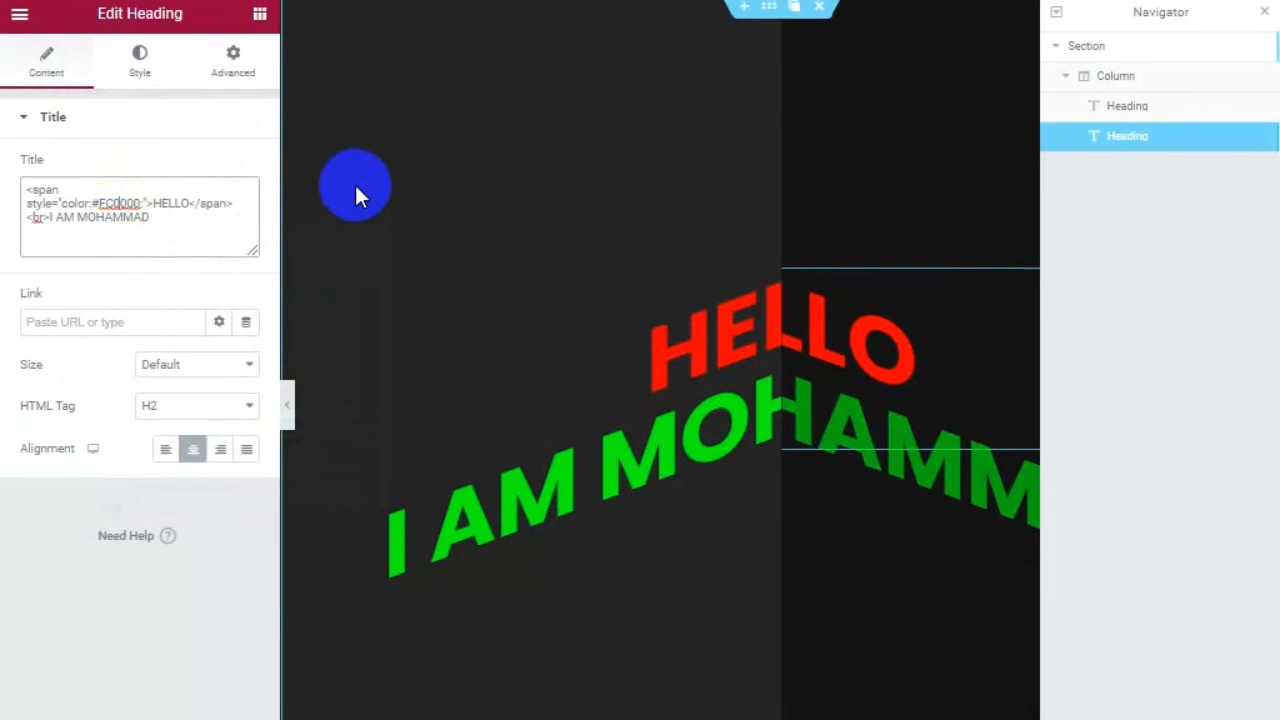 Edit Heading
Navigator
Content
Style
Advanced
Section
Column
Heading
Heading
Title
Title
<span
style="color:#FC0000;">HELLO</span>
<br>I AM MOHAMMAD
Link
Paste URL or type
Size
Default
HTML Tag
H2
Alignment
Need Help
HELLO
I AM MOHAMM